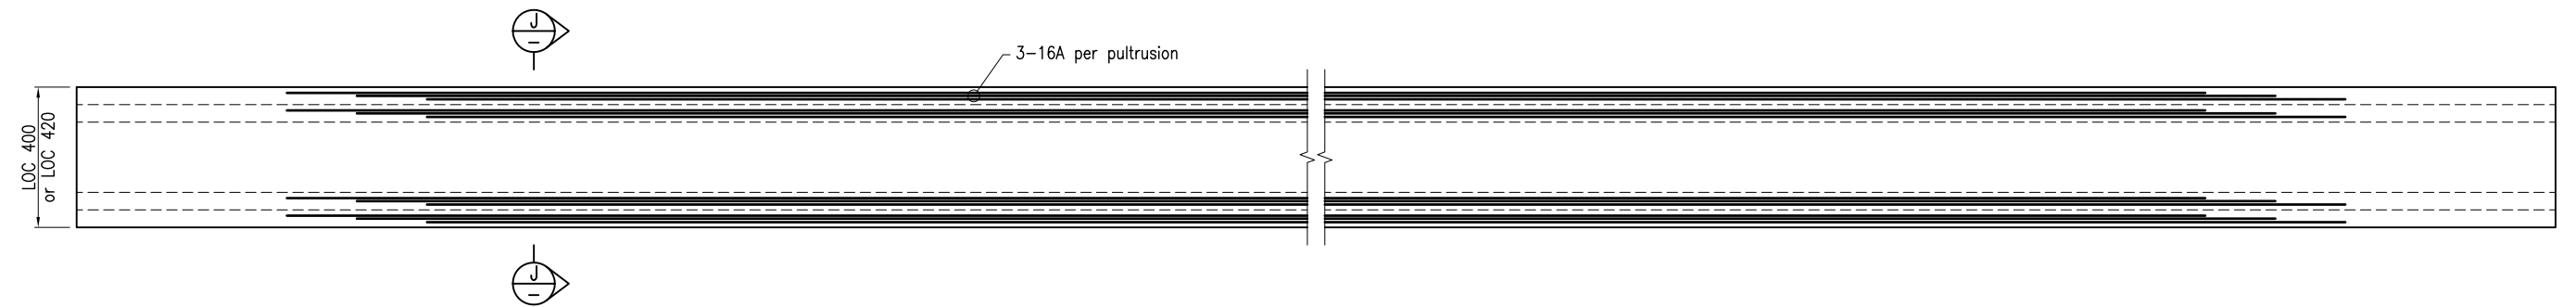 J
–
3–16A per pultrusion
LOC 400
or LOC 420
J
–